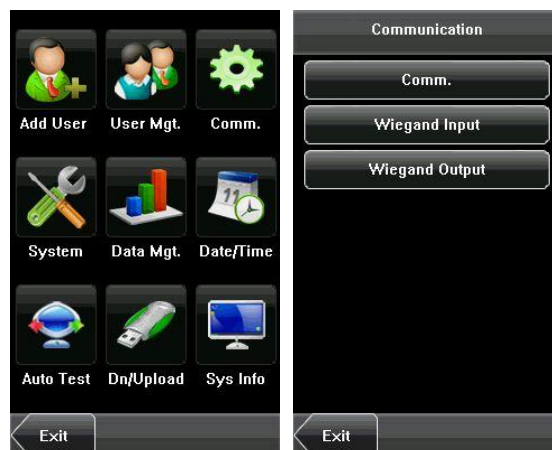 Add User User Mgt. Comm.
11
System Data Mgt. Date/Time
Auto Test Dn/Upload Sys Info
Exit
Communication
Comm.
Wiegand Input
Wiegand Output
Exit